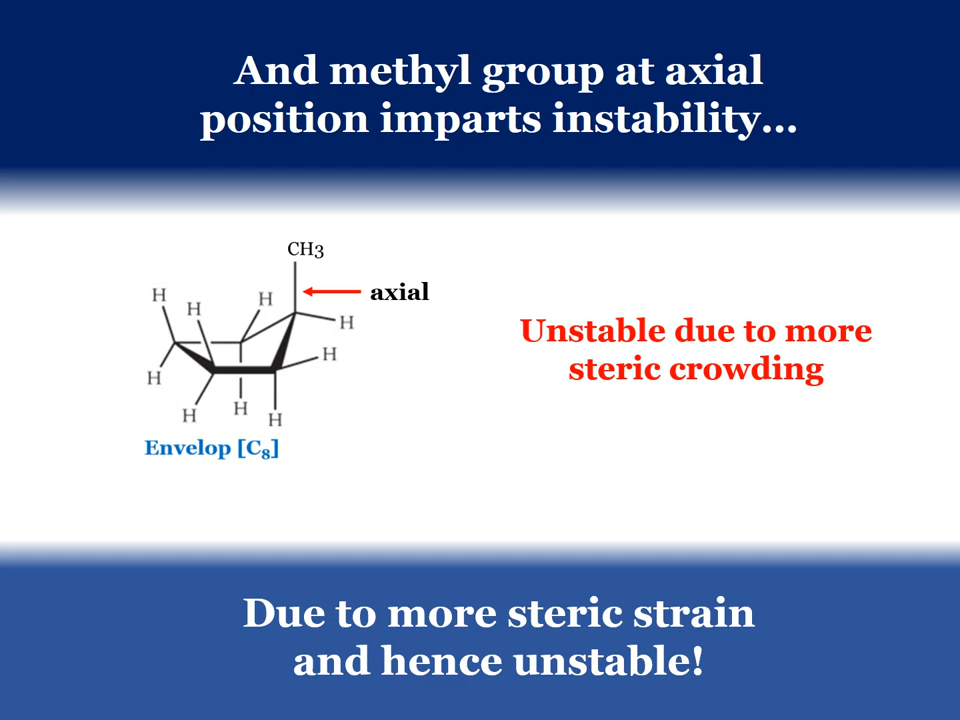 And methyl group at axial
position imparts instability...
CH3
axial
H
H
H
H
H
H
H
H
H
Unstable due to more
steric crowding
Envelop [C₈]
Due to more steric strain
and hence unstable!